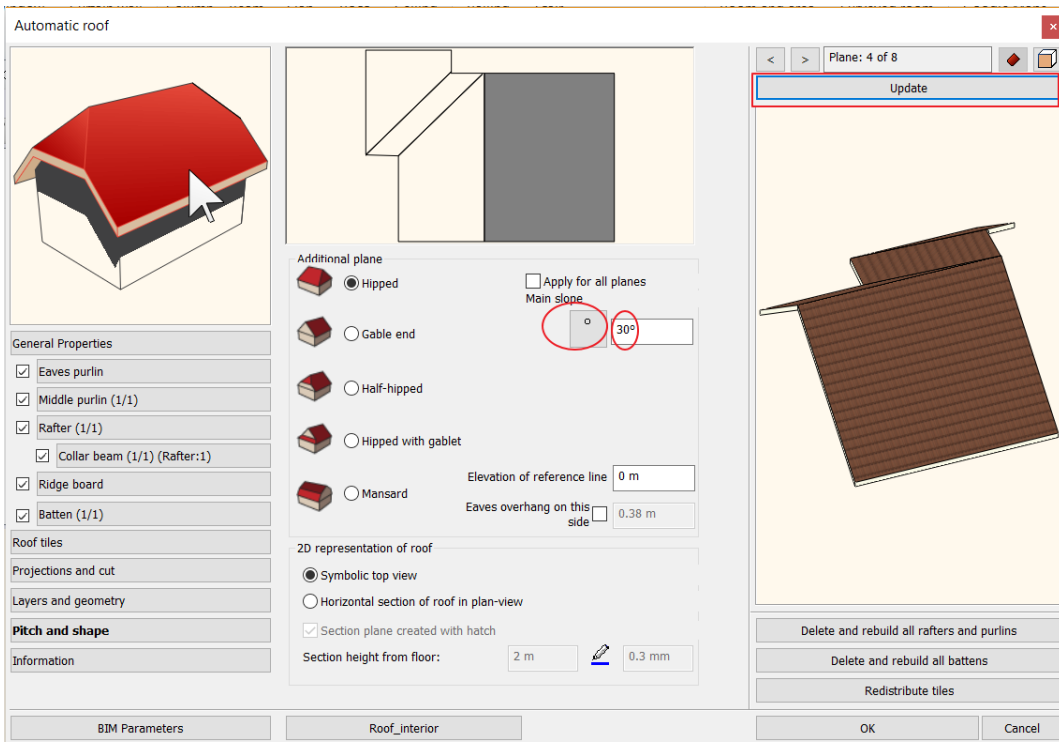 Automatic roof
×
<
>
Plane: 4 of 8
Update
General Properties
Eaves purlin
Middle purlin (1/1)
Rafter (1/1)
Collar beam (1/1) (Rafter:1)
Ridge board
Batten (1/1)
Roof tiles
Projections and cut
Layers and geometry
Pitch and shape
Information
Additional plane
Hipped
Apply for all planes
Main slope
°
30°
Gable end
Half-hipped
Hipped with gablet
Elevation of reference line
0 m
Mansard
Eaves overhang on this
side
0.38 m
2D representation of roof
Symbolic top view
Horizontal section of roof in plan-view
Section plane created with hatch
Section height from floor:
2 m
0.3 mm
Delete and rebuild all rafters and purlins
Delete and rebuild all battens
Redistribute tiles
BIM Parameters
Roof_interior
OK
Cancel